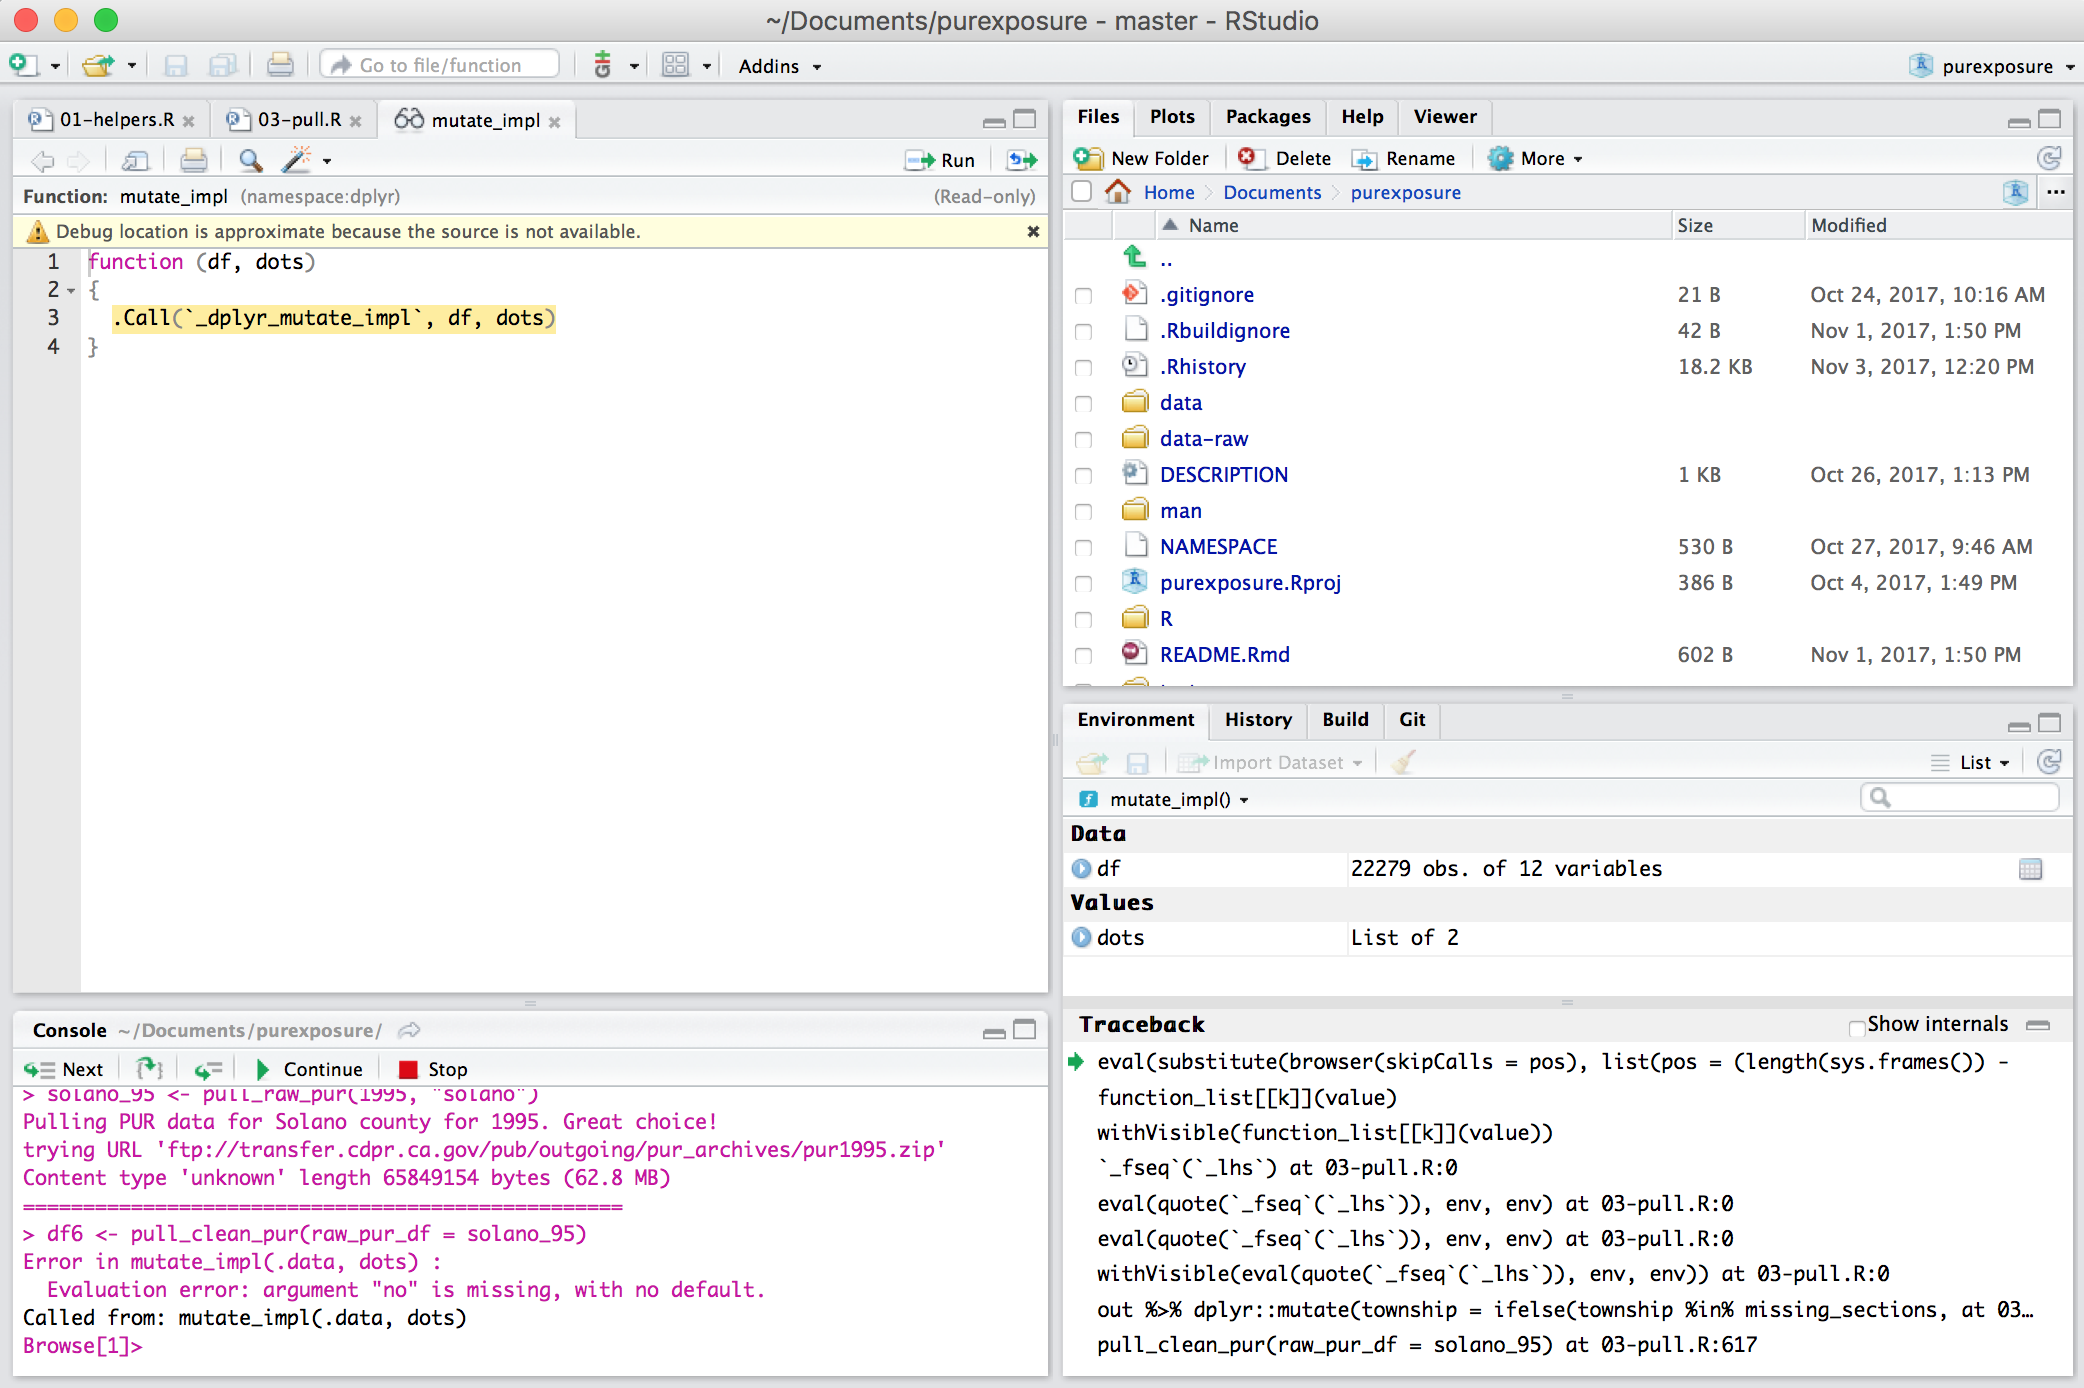 ~/Documents/purexposure - master - RStudio
Go to file/function
Addins
purexposure
01-helpers.R
03-pull.R
mutate_impl
Run
Function: mutate_impl (namespace:dplyr)
(Read-only)
Debug location is approximate because the source is not available.
1 function (df, dots)
2 {
3 .Call(`_dplyr_mutate_impl`, df, dots)
4 }
Console ~/Documents/purexposure/
Next
Continue
Stop
> solano_95 <- pull_raw_pur(1995, "solano")
Pulling PUR data for Solano county for 1995. Great choice!
trying URL 'ftp://transfer.cdpr.ca.gov/pub/outgoing/pur_archives/pur1995.zip'
Content type 'unknown' length 65849154 bytes (62.8 MB)
==================================================
> df6 <- pull_clean_pur(raw_pur_df = solano_95)
Error in mutate_impl(.data, dots) :
Evaluation error: argument "no" is missing, with no default.
Called from: mutate_impl(.data, dots)
Browse[1]>
Files Plots Packages Help Viewer
New Folder Delete Rename More
Home Documents purexposure
Name Size Modified
..
.gitignore 21 B Oct 24, 2017, 10:16 AM
.Rbuildignore 42 B Nov 1, 2017, 1:50 PM
.Rhistory 18.2 KB Nov 3, 2017, 12:20 PM
data
data-raw
DESCRIPTION 1 KB Oct 26, 2017, 1:13 PM
man
NAMESPACE 530 B Oct 27, 2017, 9:46 AM
purexposure.Rproj 386 B Oct 4, 2017, 1:49 PM
R
README.Rmd 602 B Nov 1, 2017, 1:50 PM
Environment History Build Git
Import Dataset
List
mutate_impl()
Data
df 22279 obs. of 12 variables
Values
dots List of 2
Traceback
Show internals
eval(substitute(browser(skipCalls = pos), list(pos = (length(sys.frames()) -
function_list[[k]](value)
withVisible(function_list[[k]](value))
`_fseq`(`_lhs`) at 03-pull.R:0
eval(quote(`_fseq`(`_lhs`)), env, env) at 03-pull.R:0
eval(quote(`_fseq`(`_lhs`)), env, env) at 03-pull.R:0
withVisible(eval(quote(`_fseq`(`_lhs`)), env, env)) at 03-pull.R:0
out %>% dplyr::mutate(township = ifelse(township %in% missing_sections, at 03…
pull_clean_pur(raw_pur_df = solano_95) at 03-pull.R:617